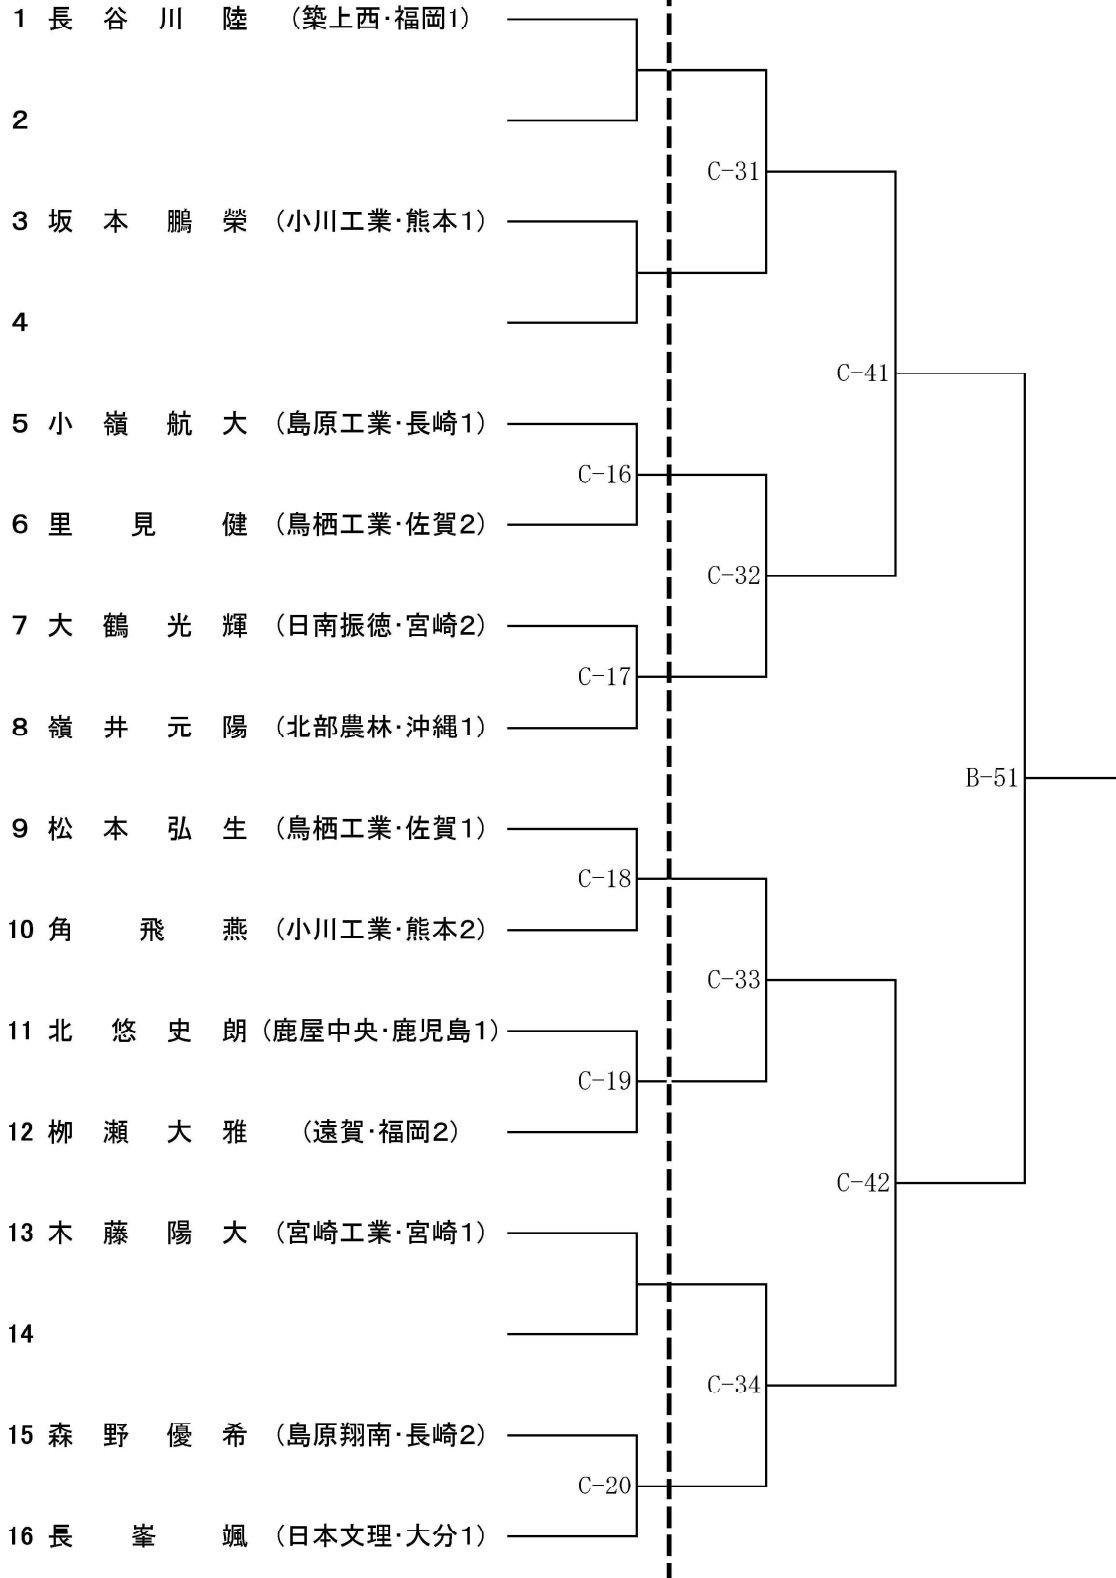 1 長谷川陸 (築上西・福岡1)
2
C-31
3 坂本鵬榮 (小川工業・熊本1)
4
C-41
5 小嶺航大 (島原工業・長崎1)
C-16
6 里見健 (鳥栖工業・佐賀2)
C-32
7 大鶴光輝 (日南振徳・宮崎2)
C-17
8 嶺井元陽 (北部農林・沖縄1)
B-51
9 松本弘生 (鳥栖工業・佐賀1)
C-18
10 角飛燕 (小川工業・熊本2)
C-33
11 北悠史朗 (鹿屋中央・鹿児島1)
C-19
12 栁瀬大雅 (遠賀・福岡2)
C-42
13 木藤陽大 (宮崎工業・宮崎1)
14
C-34
15 森野優希 (島原翔南・長崎2)
C-20
16 長峯颯 (日本文理・大分1)